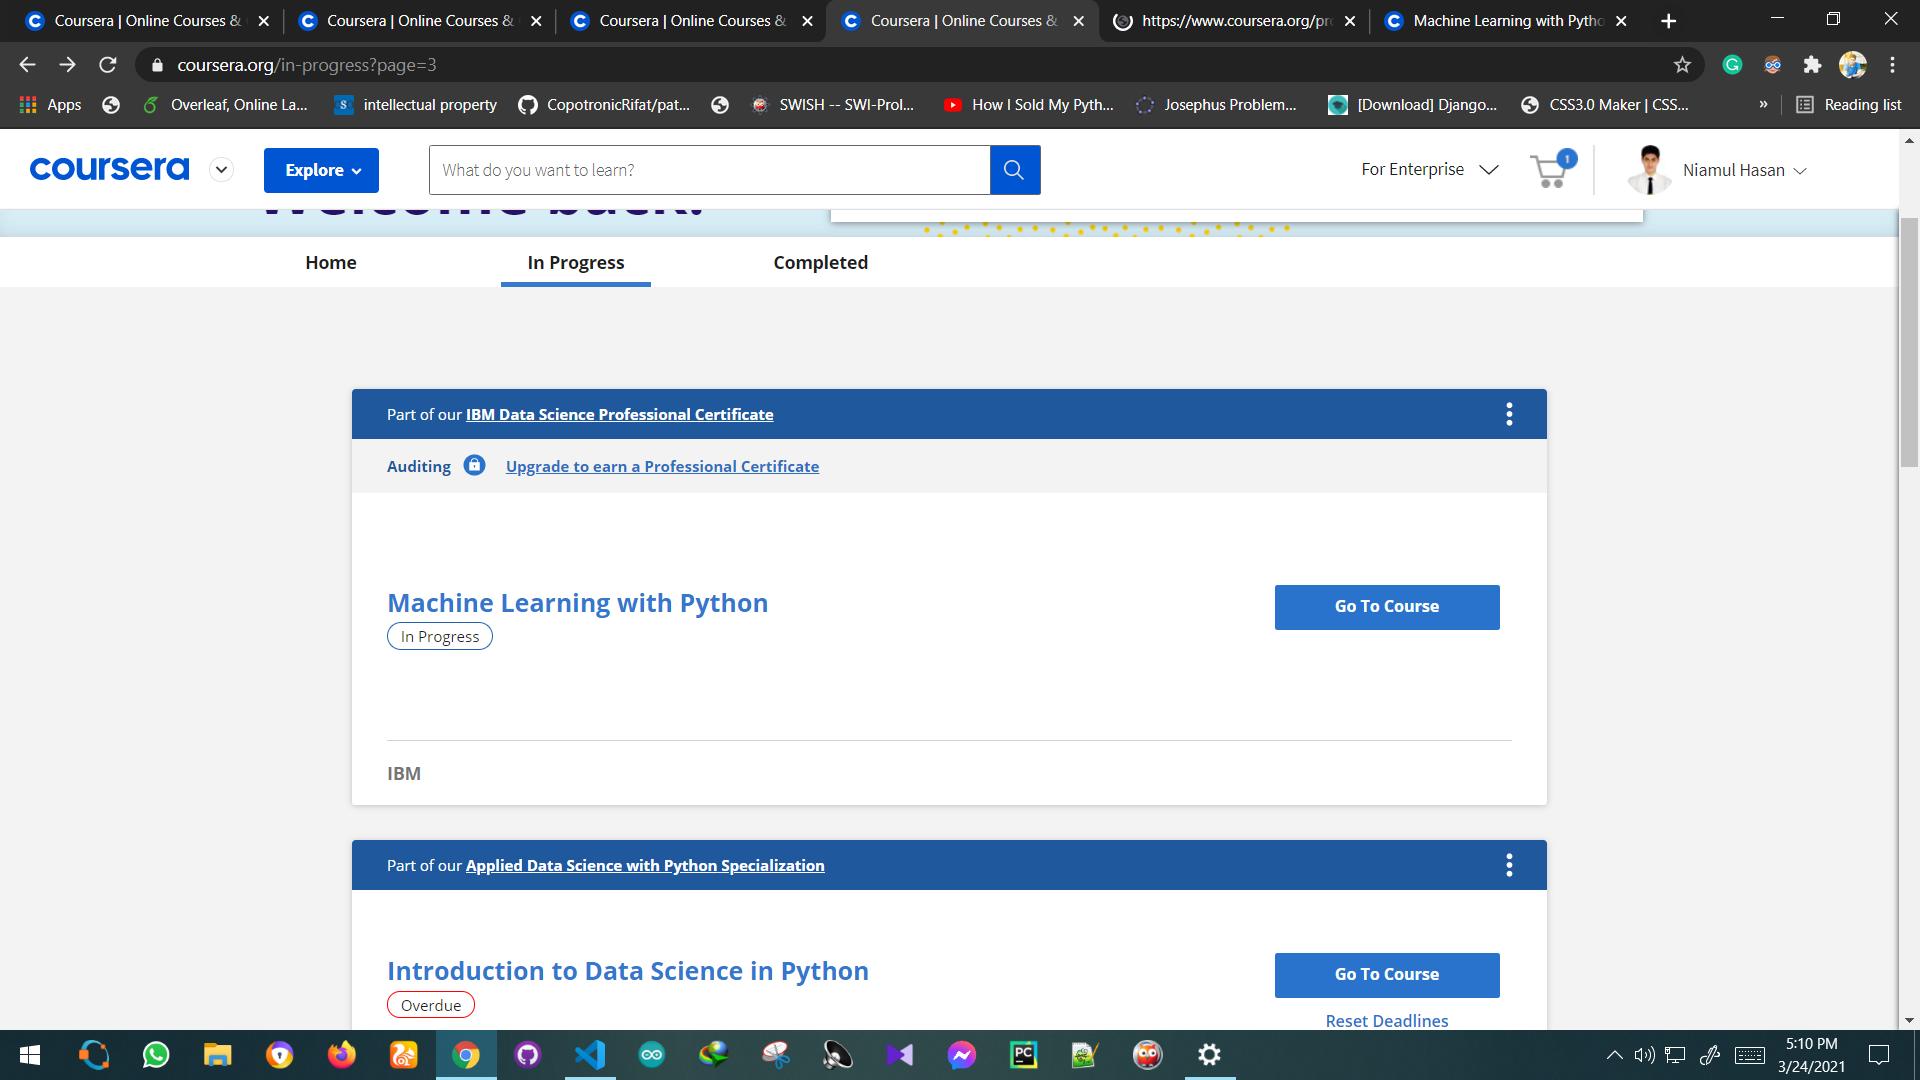 Coursera | Online Courses &
Coursera | Online Courses &
Coursera | Online Courses &
Coursera | Online Courses &
https://www.coursera.org/pr
Machine Learning with Pytho
coursera.org/in-progress?page=3
Apps
Overleaf, Online La...
intellectual property
CopotronicRifat/pat...
SWISH -- SWI-Prol...
How I Sold My Pyth...
Josephus Problem...
[Download] Django...
CSS3.0 Maker | CSS...
»
Reading list
coursera
Explore
What do you want to learn?
For Enterprise
1
Niamul Hasan
Welcome back!
Home
In Progress
Completed
Part of our IBM Data Science Professional Certificate
Auditing
Upgrade to earn a Professional Certificate
Machine Learning with Python
Go To Course
In Progress
IBM
Part of our Applied Data Science with Python Specialization
Introduction to Data Science in Python
Go To Course
Overdue
Reset Deadlines
PC
5:10 PM
3/24/2021